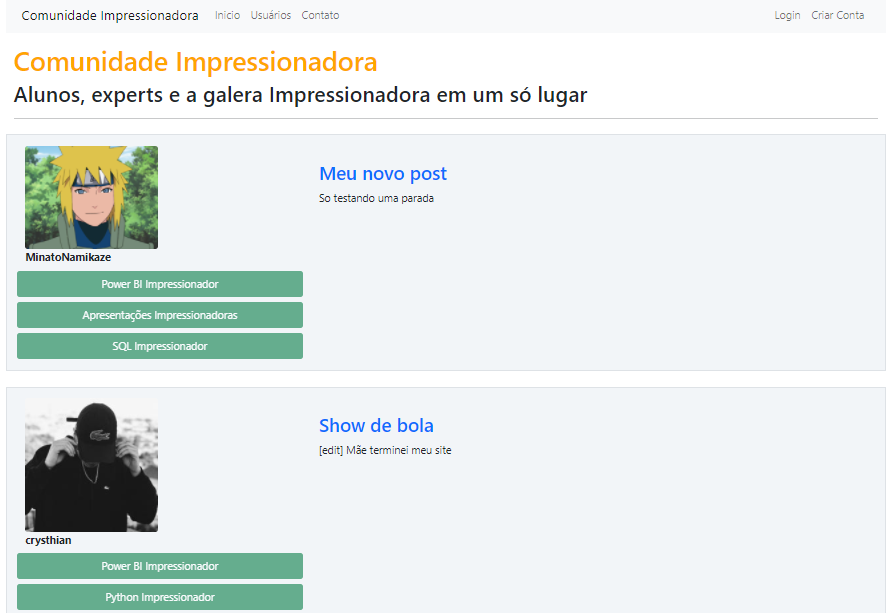 Comunidade Impressionadora Inicio Usuários Contato Login Criar Conta
Comunidade Impressionadora
Alunos, experts e a galera Impressionadora em um só lugar
MinatoNamikaze
Power BI Impressionador
Apresentações Impressionadoras
SQL Impressionador
Meu novo post
So testando uma parada
crysthian
Power BI Impressionador
Python Impressionador
Show de bola
[edit] Mãe terminei meu site